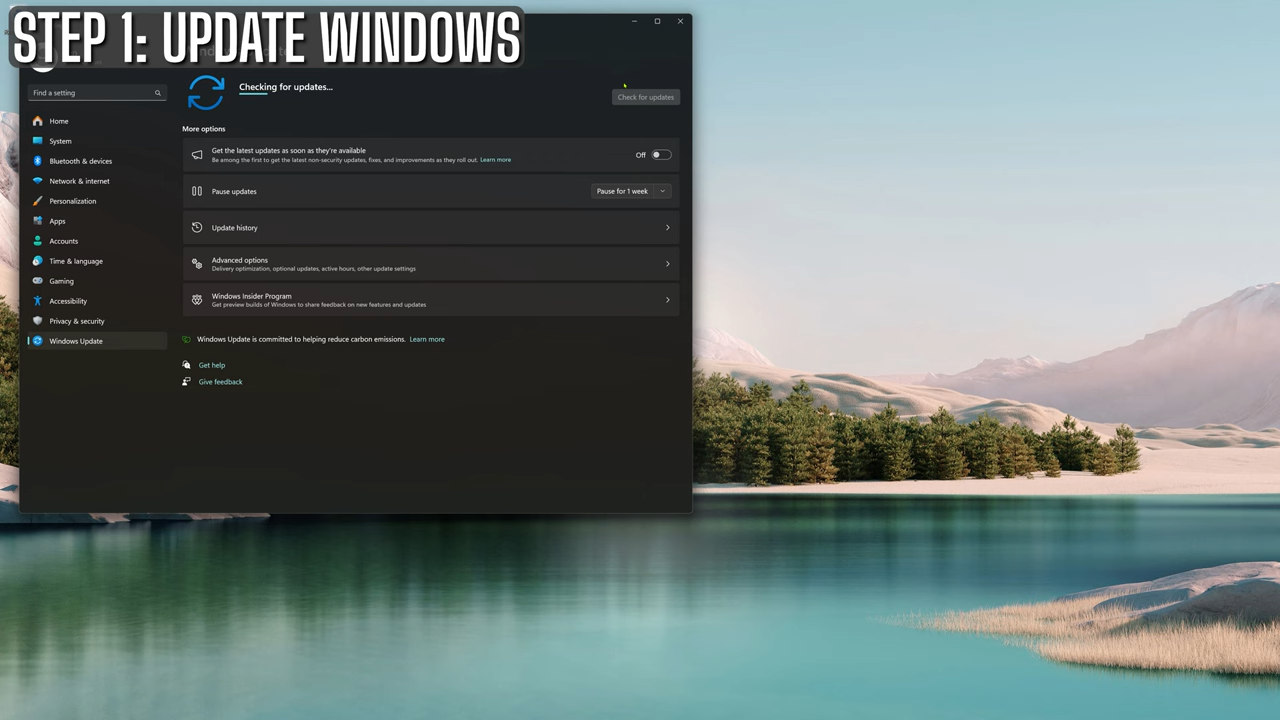 STEP 1: UPDATE WINDOWS
Checking for updates...
Check for updates
Find a setting
More options
Home
System
Bluetooth & devices
Network & internet
Personalization
Apps
Accounts
Time & language
Gaming
Accessibility
Privacy & security
Windows Update
Get the latest updates as soon as they're available
Be among the first to get the latest non-security updates, fixes, and improvements as they roll out. Learn more
Off
Pause updates
Pause for 1 week
Update history
Advanced options
Delivery optimization, optional updates, active hours, other update settings
Windows Insider Program
Get preview builds of Windows to share feedback on new features and updates
Windows Update is committed to helping reduce carbon emissions. Learn more
Get help
Give feedback